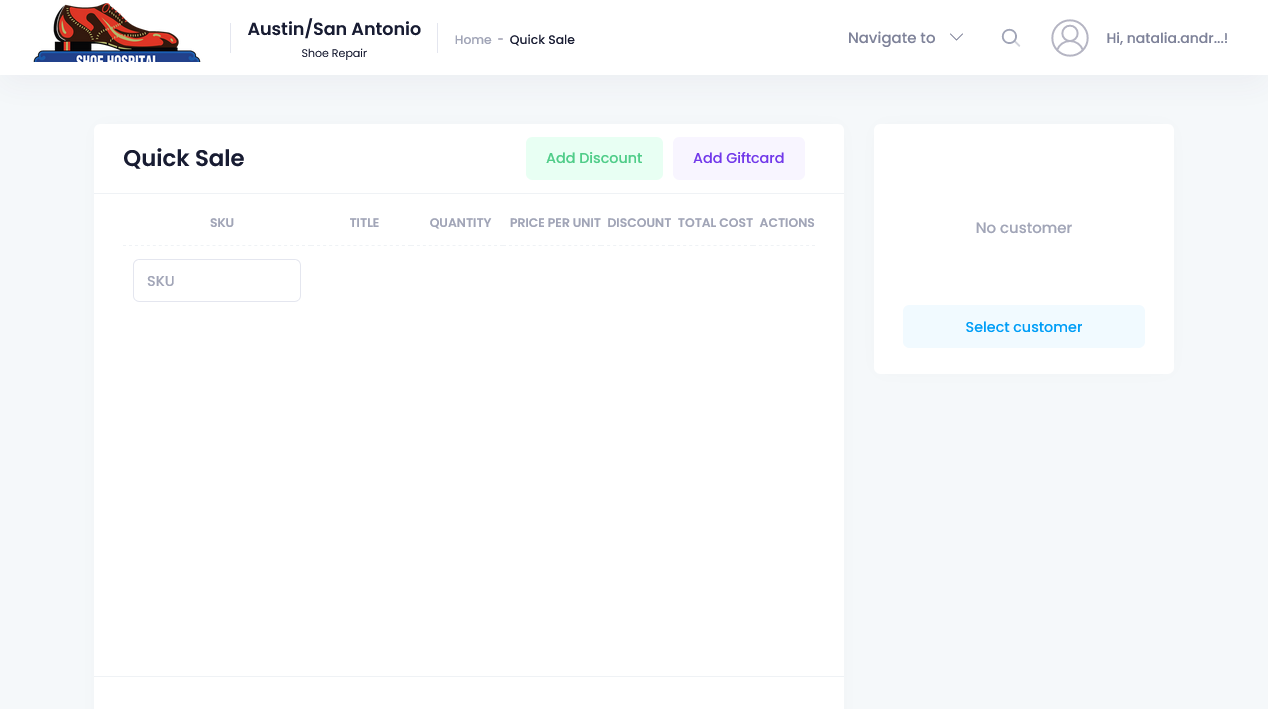 SHOE HOSPITAL
Austin/San Antonio
Shoe Repair
Home - Quick Sale
Navigate to
Hi, natalia.andr...!
Quick Sale
Add Discount
Add Giftcard
SKU TITLE QUANTITY PRICE PER UNIT DISCOUNT TOTAL COST ACTIONS
SKU
No customer
Select customer